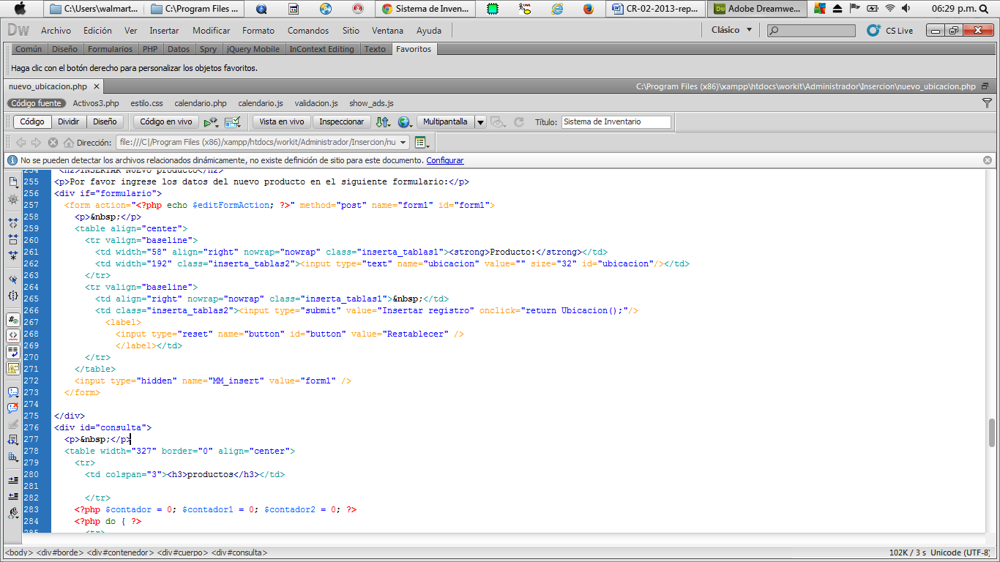 C:\Users\walmart...
C:\Program Files ...
Sistema de Inven...
CR-02-2013-rep...
Adobe Dreamwe...
06:29 p.m.
Dw Archivo Edición Ver Insertar Modificar Formato Comandos Sitio Ventana Ayuda Clásico CS Live
Común Diseño Formularios PHP Datos Spry jQuery Mobile InContext Editing Texto Favoritos
Haga clic con el botón derecho para personalizar los objetos favoritos.
nuevo_ubicacion.php × C:\Program Files (x86)\xampp\htdocs\workit\Administrador\Insercion\nuevo_ubicacion.php
Código fuente Activos3.php estilo.css calendario.php calendario.js validacion.js show_ads.js
Código Dividir Diseño Código en vivo Vista en vivo Inspeccionar Multipantalla Título: Sistema de Inventario
Dirección: file:///C|/Program Files (x86)/xampp/htdocs/workit/Administrador/Insercion/nu
No se pueden detectar los archivos relacionados dinámicamente, no existe definición de sitio para este documento. Configurar
254 <h2>INSERTAR NUEVO producto</h2>
255 <p>Por favor ingrese los datos del nuevo producto en el siguiente formulario:</p>
256 <div if="formulario">
257 <form action="<?php echo $editFormAction; ?>" method="post" name="form1" id="form1">
258 <p>&nbsp;</p>
259 <table align="center">
260 <tr valign="baseline">
261 <td width="58" align="right" nowrap="nowrap" class="inserta_tablas1"><strong>Producto:</strong></td>
262 <td width="192" class="inserta_tablas2"><input type="text" name="ubicacion" value="" size="32" id="ubicacion"/></td>
263 </tr>
264 <tr valign="baseline">
265 <td align="right" nowrap="nowrap" class="inserta_tablas1">&nbsp;</td>
266 <td class="inserta_tablas2"><input type="submit" value="Insertar registro" onclick="return Ubicacion();"/>
267 <label>
268 <input type="reset" name="button" id="button" value="Restablecer" />
269 </label></td>
270 </tr>
271 </table>
272 <input type="hidden" name="MM_insert" value="form1" />
273 </form>
274
275 </div>
276 <div id="consulta">
277 <p>&nbsp;</p>
278 <table width="327" border="0" align="center">
279 <tr>
280 <td colspan="3"><h3>productos</h3></td>
281
282 </tr>
283 <?php $contador = 0; $contador1 = 0; $contador2 = 0; ?>
284 <?php do { ?>
285 <tr>
<body> <div#borde> <div#contenedor> <div#cuerpo> <div#consulta> 102K / 3 s Unicode (UTF-8)